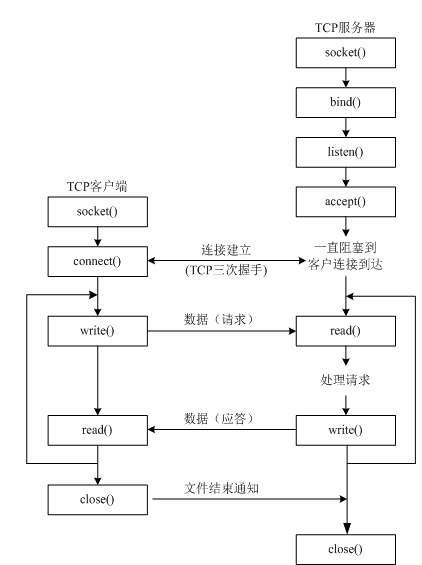 TCP服务器
socket()
bind()
listen()
TCP客户端
accept()
socket()
连接建立
一直阻塞到
connect()
(TCP三次握手)
客户连接到达
数据（请求）
write()
read()
处理请求
数据（应答）
read()
write()
文件结束通知
close()
close()